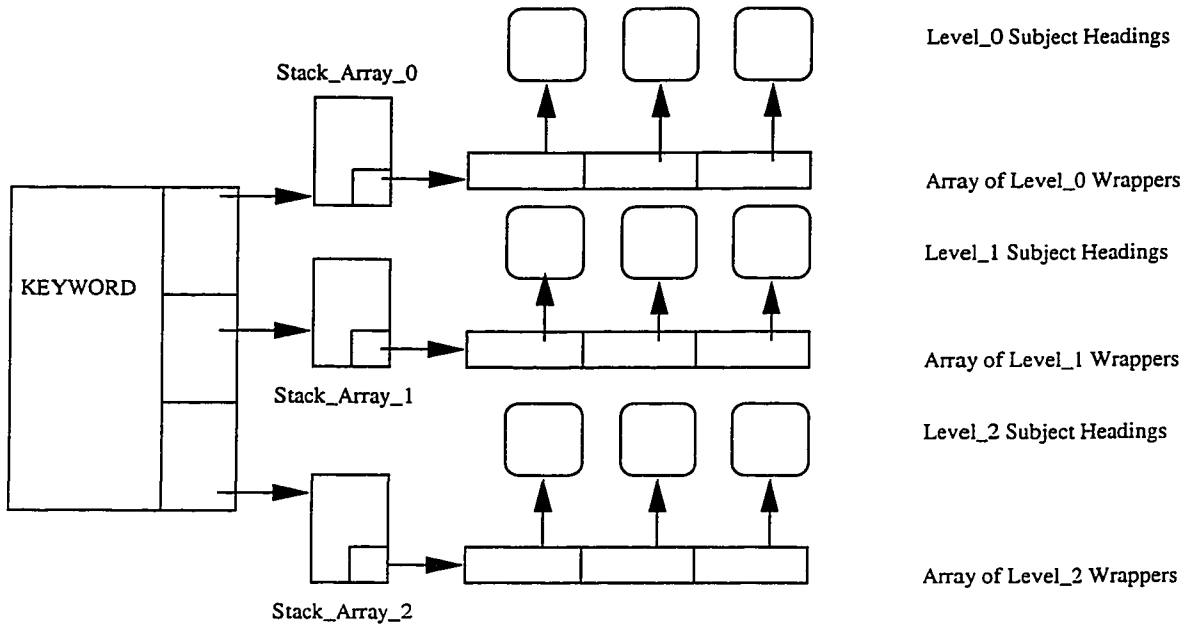 Level_0 Subject Headings
Stack_Array_0
Array of Level_0 Wrappers
Level_1 Subject Headings
KEYWORD
Array of Level_1 Wrappers
Stack_Array_1
Level_2 Subject Headings
Array of Level_2 Wrappers
Stack_Array_2